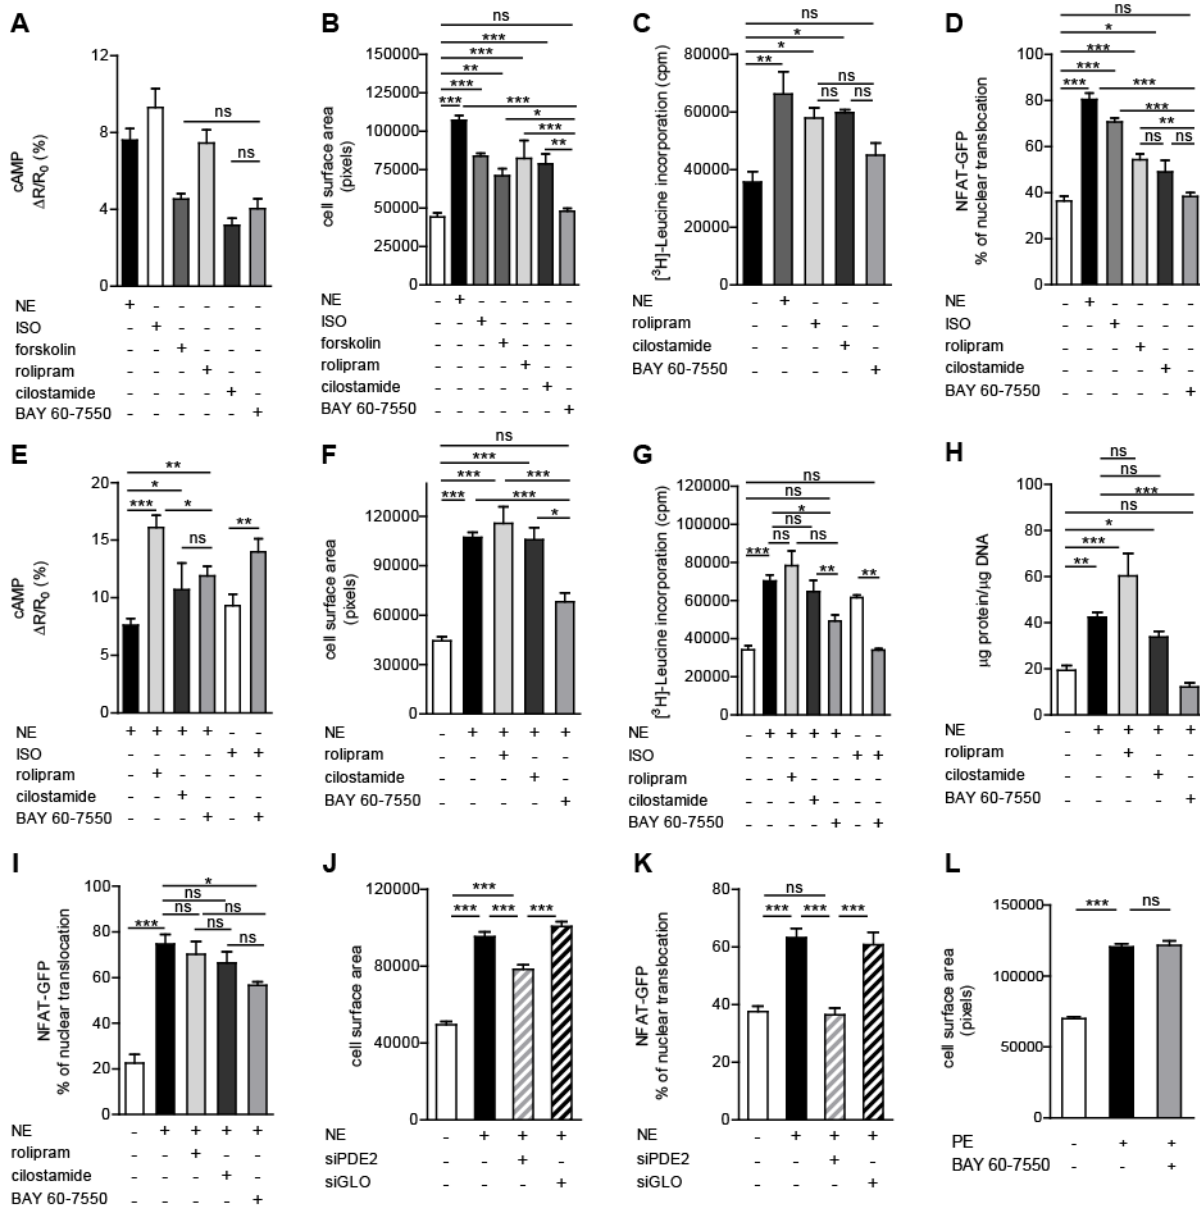 A
cAMP
ΔR/R0 (%)
12
8
4
0
ns
ns
NE + - - - - -
ISO - + - - - -
forskolin - - + - - -
rolipram - - - + - -
cilostamide - - - - + -
BAY 60-7550 - - - - - +
B
cell surface area
(pixels)
150000
125000
100000
75000
50000
25000
0
ns
***
***
**
***
*** ***
*
***
**
NE - + - - - - -
ISO - - + - - - -
forskolin - - - + - - -
rolipram - - - - + - -
cilostamide - - - - - + -
BAY 60-7550 - - - - - - +
C
[3H]-Leucine incorporation (cpm)
80000
60000
40000
20000
0
ns
*
*
** ns
ns ns
NE - + - - -
rolipram - - + - -
cilostamide - - - + -
BAY 60-7550 - - - - +
D
NFAT-GFP
% of nuclear translocation
100
80
60
40
20
0
ns
*
***
***
*** ***
***
**
ns ns
NE - + - - - -
ISO - - + - - -
rolipram - - - + - -
cilostamide - - - - + -
BAY 60-7550 - - - - - +
E
cAMP
ΔR/R0 (%)
20
15
10
5
0
**
*
*** * **
ns
NE + + + + - -
ISO - - - - + +
rolipram - + - - - -
cilostamide - - + - - -
BAY 60-7550 - - - + - +
F
cell surface area
(pixels)
120000
90000
60000
30000
0
ns
***
*** ***
*** ***
*
NE - + + + +
rolipram - - + - -
cilostamide - - - + -
BAY 60-7550 - - - - +
G
[3H]-Leucine incorporation (cpm)
120000
100000
80000
60000
40000
20000
0
ns
ns
*
ns
ns ns
*** ** **
NE - + + + + - -
ISO - - - - - + +
rolipram - - + - - - -
cilostamide - - - + - - -
BAY 60-7550 - - - - + - +
H
µg protein/µg DNA
100
80
60
40
20
0
ns
ns
***
ns
*
***
**
NE - + + + +
rolipram - - + - -
cilostamide - - - + -
BAY 60-7550 - - - - +
I
NFAT-GFP
% of nuclear translocation
100
80
60
40
20
0
*
ns
ns ns
*** ns
ns
NE - + + + +
rolipram - - + - -
cilostamide - - - + -
BAY 60-7550 - - - - +
J
cell surface area
120000
80000
40000
0
***
*** *** ***
NE - + + +
siPDE2 - - + -
siGLO - - - +
K
NFAT-GFP
% of nuclear translocation
80
60
40
20
0
ns
*** *** ***
NE - + + +
siPDE2 - - + -
siGLO - - - +
L
cell surface area
(pixels)
150000
100000
50000
0
*** ns
PE - + +
BAY 60-7550 - - +